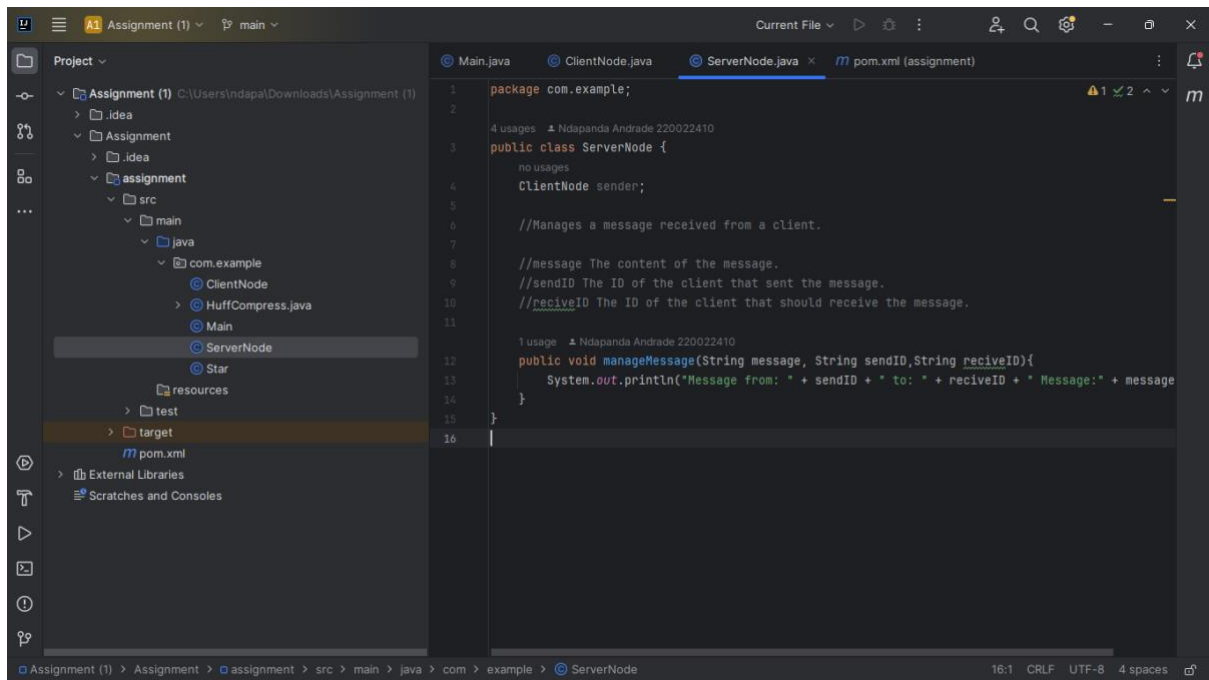 A1 Assignment (1) main Current File
Project
Main.java ClientNode.java ServerNode.java pom.xml (assignment)
Assignment (1) C:\Users\ndapa\Downloads\Assignment (1)
.idea
Assignment
.idea
assignment
src
main
java
com.example
ClientNode
HuffCompress.java
Main
ServerNode
Star
resources
test
target
pom.xml
External Libraries
Scratches and Consoles
1 package com.example;
1 2
2
4 usages Ndapanda Andrade 220022410
3 public class ServerNode {
no usages
4 ClientNode sender;
5
6 //Manages a message received from a client.
7
8 //message The content of the message.
9 //sendID The ID of the client that sent the message.
10 //reciveID The ID of the client that should receive the message.
11
1 usage Ndapanda Andrade 220022410
12 public void manageMessage(String message, String sendID,String reciveID){
13 System.out.println("Message from: " + sendID + " to: " + reciveID + " Message:" + message
14 }
15 }
16
Assignment (1) > Assignment > assignment > src > main > java > com > example > ServerNode
16:1 CRLF UTF-8 4 spaces